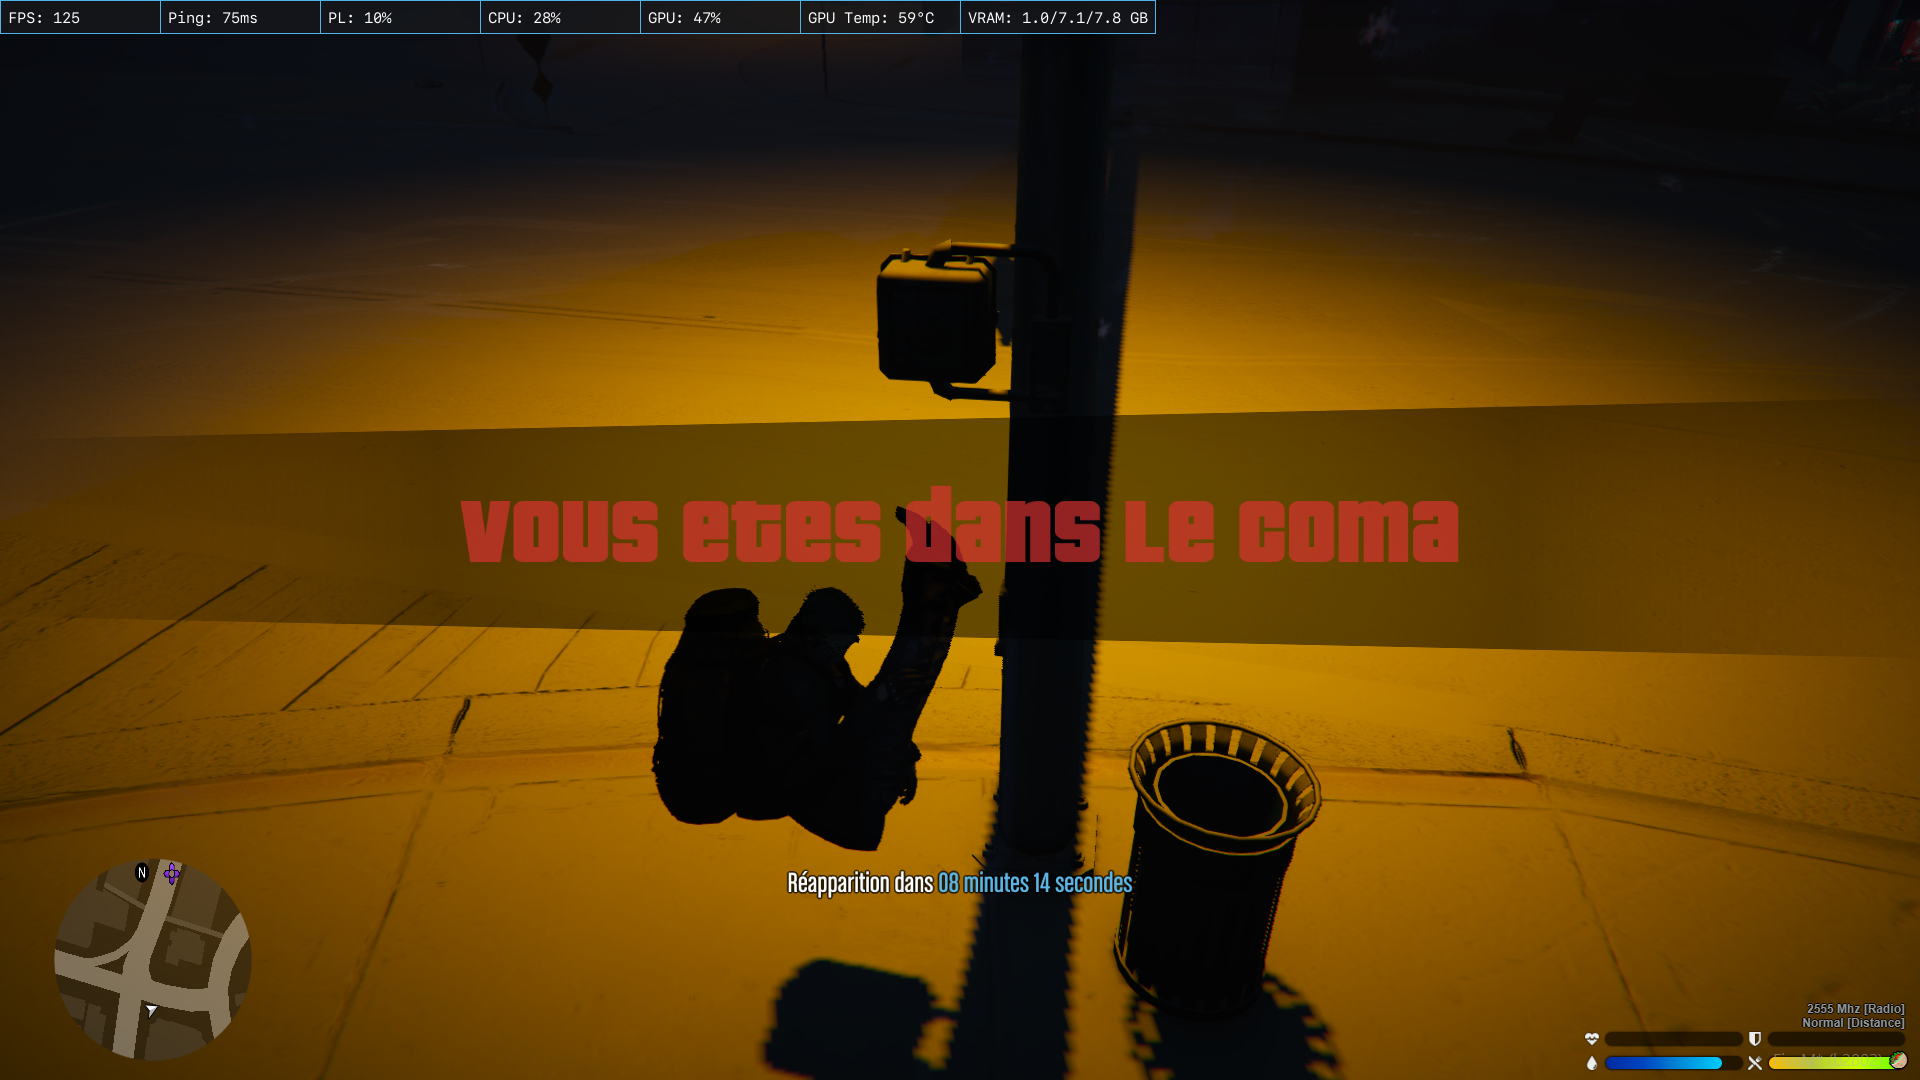 FPS: 125 Ping: 75ms PL: 10% CPU: 28% GPU: 47% GPU Temp: 59°C VRAM: 1.0/7.1/7.8 GB
vous etes dans le coma
Réapparition dans 08 minutes 14 secondes
N
2555 Mhz [Radio]
Normal [Distance]